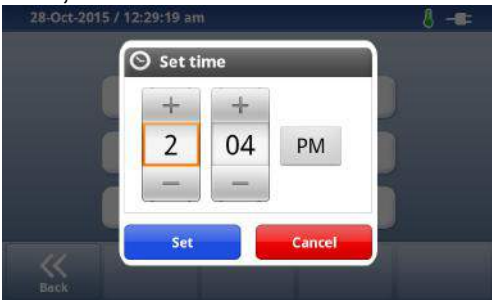 28-Oct-2015 / 12:29:19 am
Set time
+ +
2 04 PM
– –
Set Cancel
Back